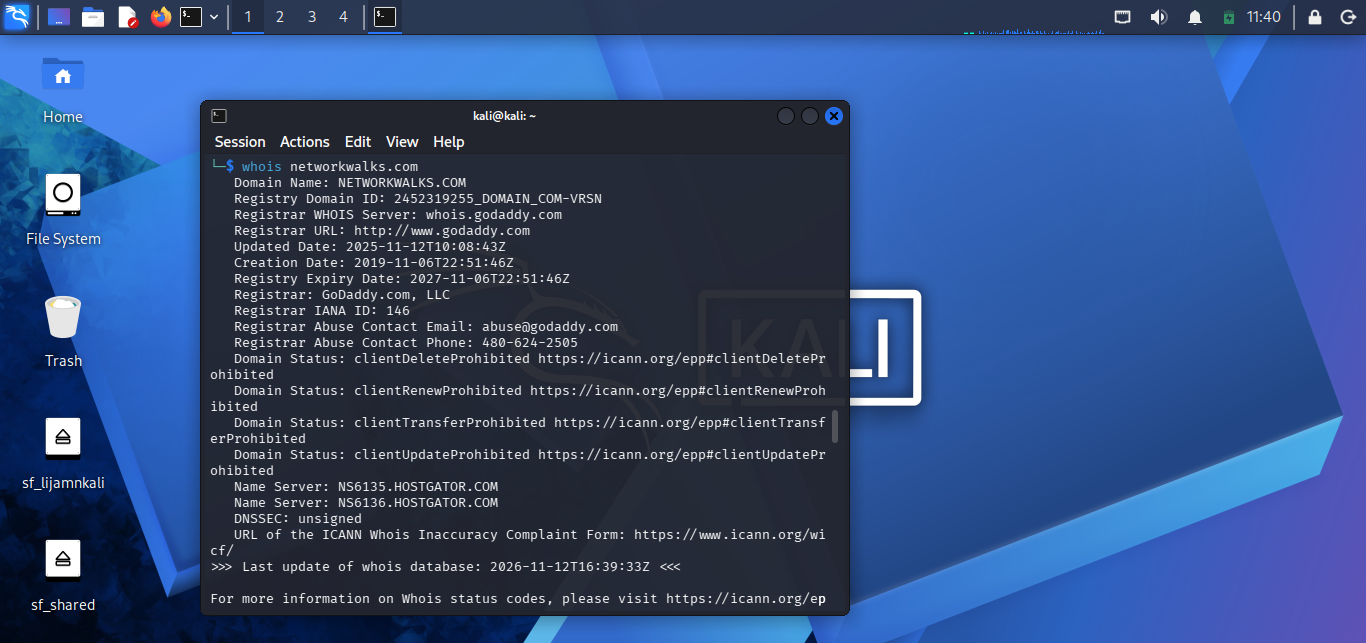 1 2 3 4
11:40
Home
File System
Trash
sf_lijamnkali
sf_shared
kali@kali: ~
Session Actions Edit View Help
└─$ whois networkwalks.com
Domain Name: NETWORKWALKS.COM
Registry Domain ID: 2452319255_DOMAIN_COM-VRSN
Registrar WHOIS Server: whois.godaddy.com
Registrar URL: http://www.godaddy.com
Updated Date: 2025-11-12T10:08:43Z
Creation Date: 2019-11-06T22:51:46Z
Registry Expiry Date: 2027-11-06T22:51:46Z
Registrar: GoDaddy.com, LLC
Registrar IANA ID: 146
Registrar Abuse Contact Email: abuse@godaddy.com
Registrar Abuse Contact Phone: 480-624-2505
Domain Status: clientDeleteProhibited https://icann.org/epp#clientDeletePr
ohibited
Domain Status: clientRenewProhibited https://icann.org/epp#clientRenewProh
ibited
Domain Status: clientTransferProhibited https://icann.org/epp#clientTransf
erProhibited
Domain Status: clientUpdateProhibited https://icann.org/epp#clientUpdatePr
ohibited
Name Server: NS6135.HOSTGATOR.COM
Name Server: NS6136.HOSTGATOR.COM
DNSSEC: unsigned
URL of the ICANN Whois Inaccuracy Complaint Form: https://www.icann.org/wi
cf/
>>> Last update of whois database: 2026-11-12T16:39:33Z <<<
For more information on Whois status codes, please visit https://icann.org/ep
KALI